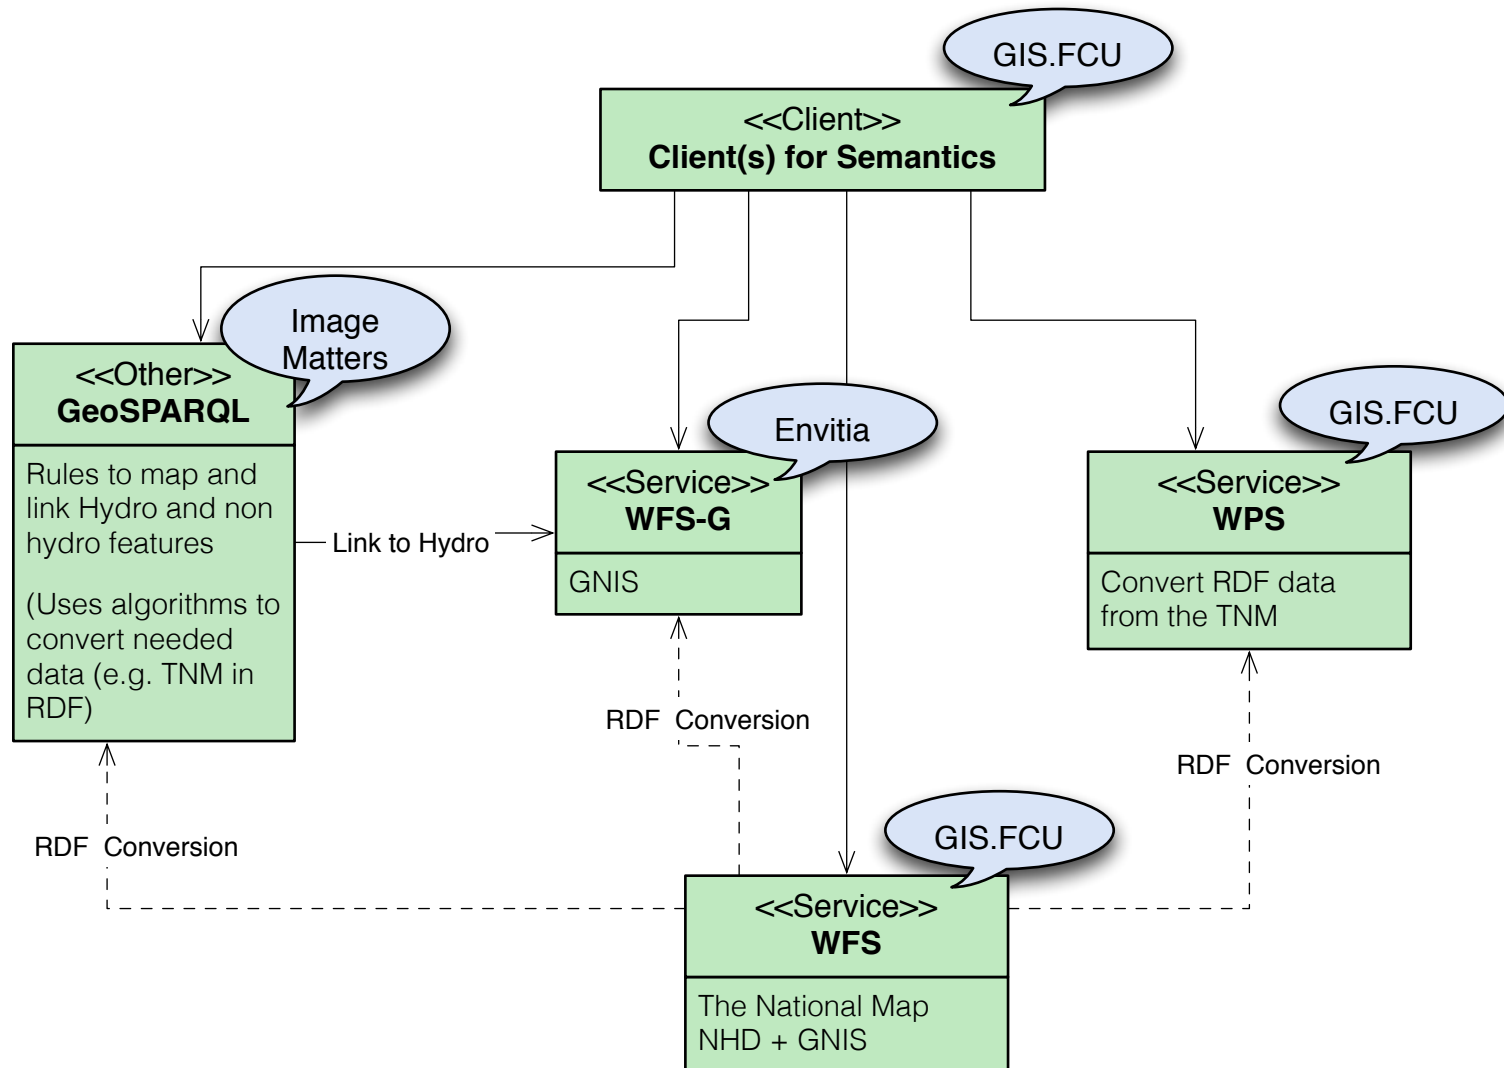 GIS.FCU
<<Client>>
Client(s) for Semantics
Image
Matters
<<Other>>
GeoSPARQL
Rules to map and
link Hydro and non
hydro features
(Uses algorithms to
convert needed
data (e.g. TNM in
RDF)
Link to Hydro
Envitia
<<Service>>
WFS-G
GNIS
GIS.FCU
<<Service>>
WPS
Convert RDF data
from the TNM
RDF Conversion
RDF Conversion
RDF Conversion
GIS.FCU
<<Service>>
WFS
The National Map
NHD + GNIS